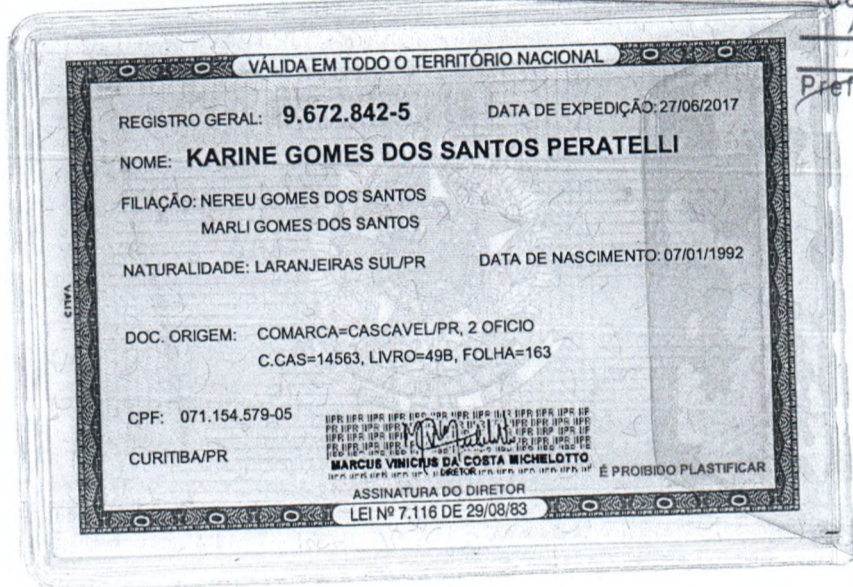 VÁLIDA EM TODO O TERRITÓRIO NACIONAL
REGISTRO GERAL: 9.672.842-5 DATA DE EXPEDIÇÃO: 27/06/2017
NOME: KARINE GOMES DOS SANTOS PERATELLI
FILIAÇÃO: NEREU GOMES DOS SANTOS
MARLI GOMES DOS SANTOS
NATURALIDADE: LARANJEIRAS SUL/PR DATA DE NASCIMENTO: 07/01/1992
DOC. ORIGEM: COMARCA=CASCAVEL/PR, 2 OFICIO
C.CAS=14563, LIVRO=49B, FOLHA=163
CPF: 071.154.579-05
CURITIBA/PR
MARCUS VINICIUS DA COSTA MICHELOTTO
DIRETOR
É PROIBIDO PLASTIFICAR
ASSINATURA DO DIRETOR
LEI Nº 7.116 DE 29/08/83
Pref